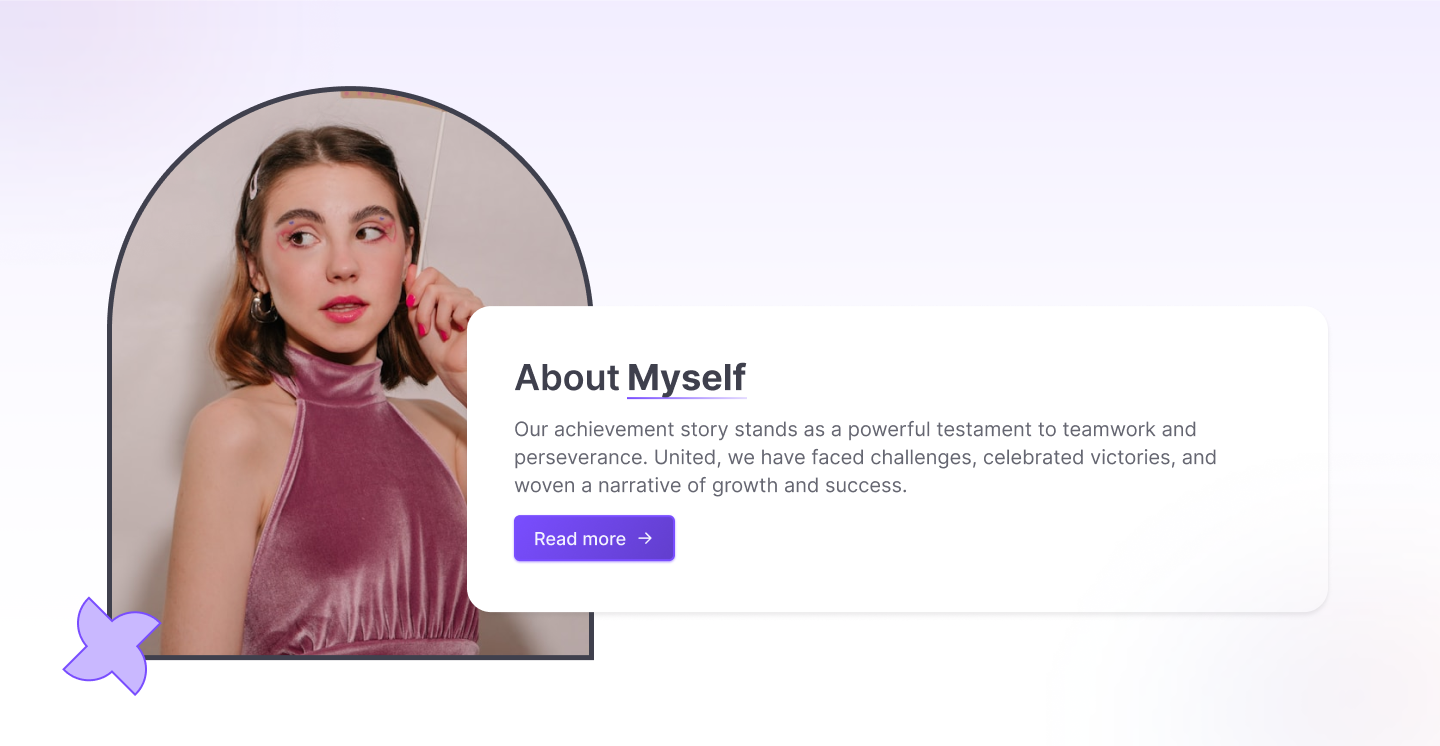 About Myself
Our achievement story stands as a powerful testament to teamwork and
perseverance. United, we have faced challenges, celebrated victories, and
woven a narrative of growth and success.
Read more →